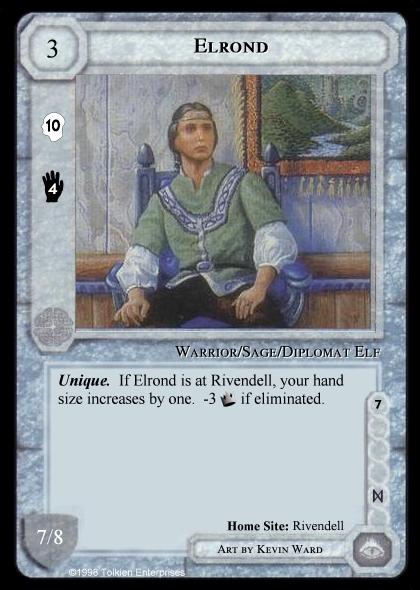 3
ELROND
10
4
WARRIOR/SAGE/DIPLOMAT ELF
Unique. If Elrond is at Rivendell, your hand
size increases by one. -3 if eliminated.
7
ᛞ
7/8
Home Site: Rivendell
ART BY KEVIN WARD
©1998 Tolkien Enterprises